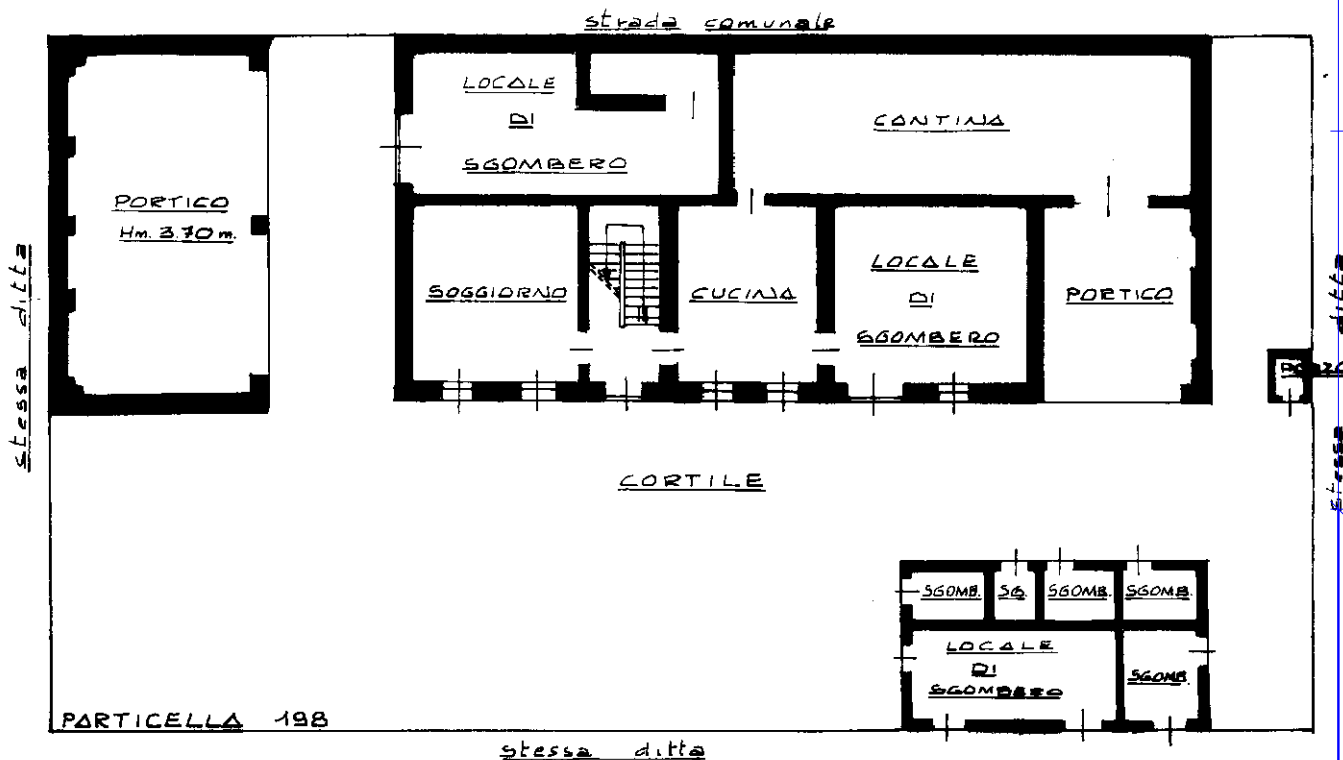 strada comunale
LOCALE
DI
SGOMBERO
CANTINA
PORTICO
Hm. 3.70 m.
stessa ditta
SOGGIORNO
CUCINA
LOCALE
DI
SGOMBERO
PORTICO
stessa ditta
POZZO
CORTILE
SGOMB.
SG.
SGOMB.
SGOMB.
LOCALE
DI
SGOMBERO
SGOMB.
PARTICELLA 198
stessa ditta